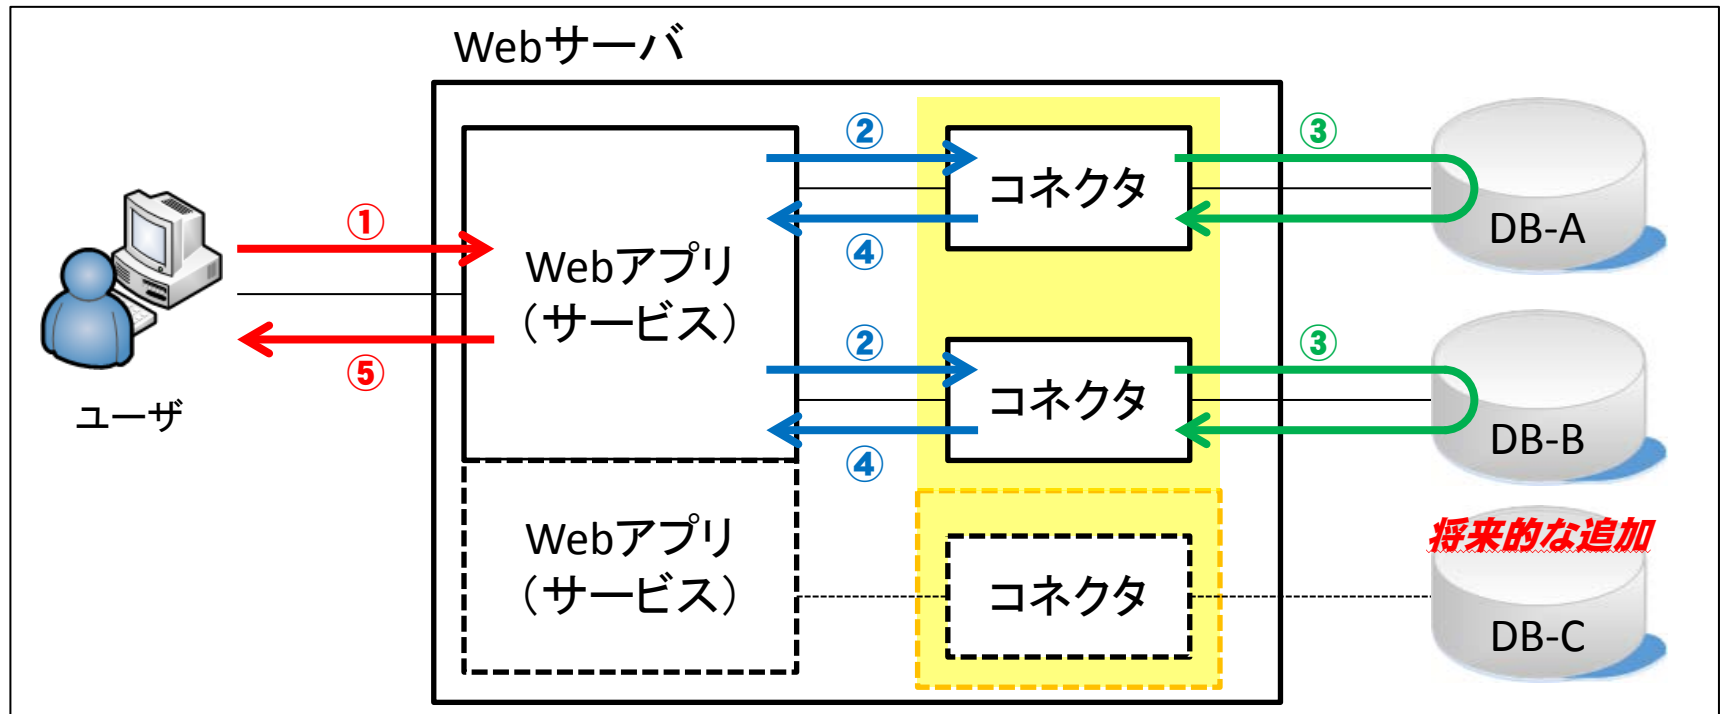 Webサーバ
②
③
コネクタ
DB-A
①
④
Webアプリ
（サービス）
②
③
⑤
コネクタ
ユーザ
DB-B
④
Webアプリ
（サービス）
将来的な追加
コネクタ
DB-C